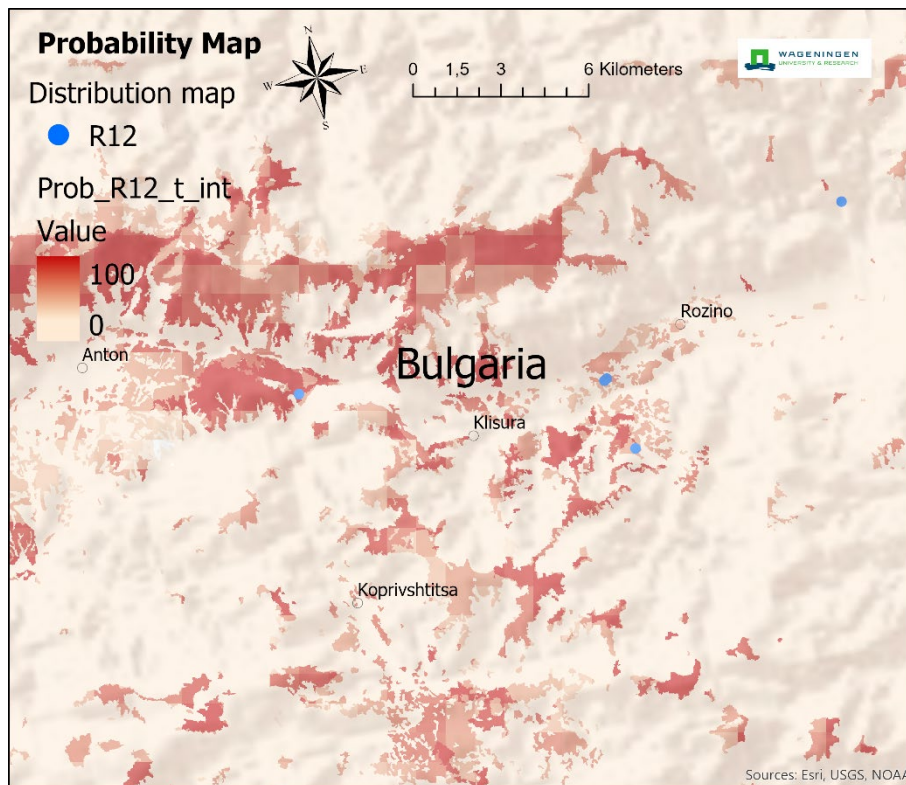 Probability Map
Distribution map
R12
Prob_R12_t_int
Value
100
0
N
W
E
S
0 1,5 3 6 Kilometers
WAGENINGEN
UNIVERSITY & RESEARCH
Rozino
Anton
Bulgaria
Klisura
Koprivshtitsa
Sources: Esri, USGS, NOAA